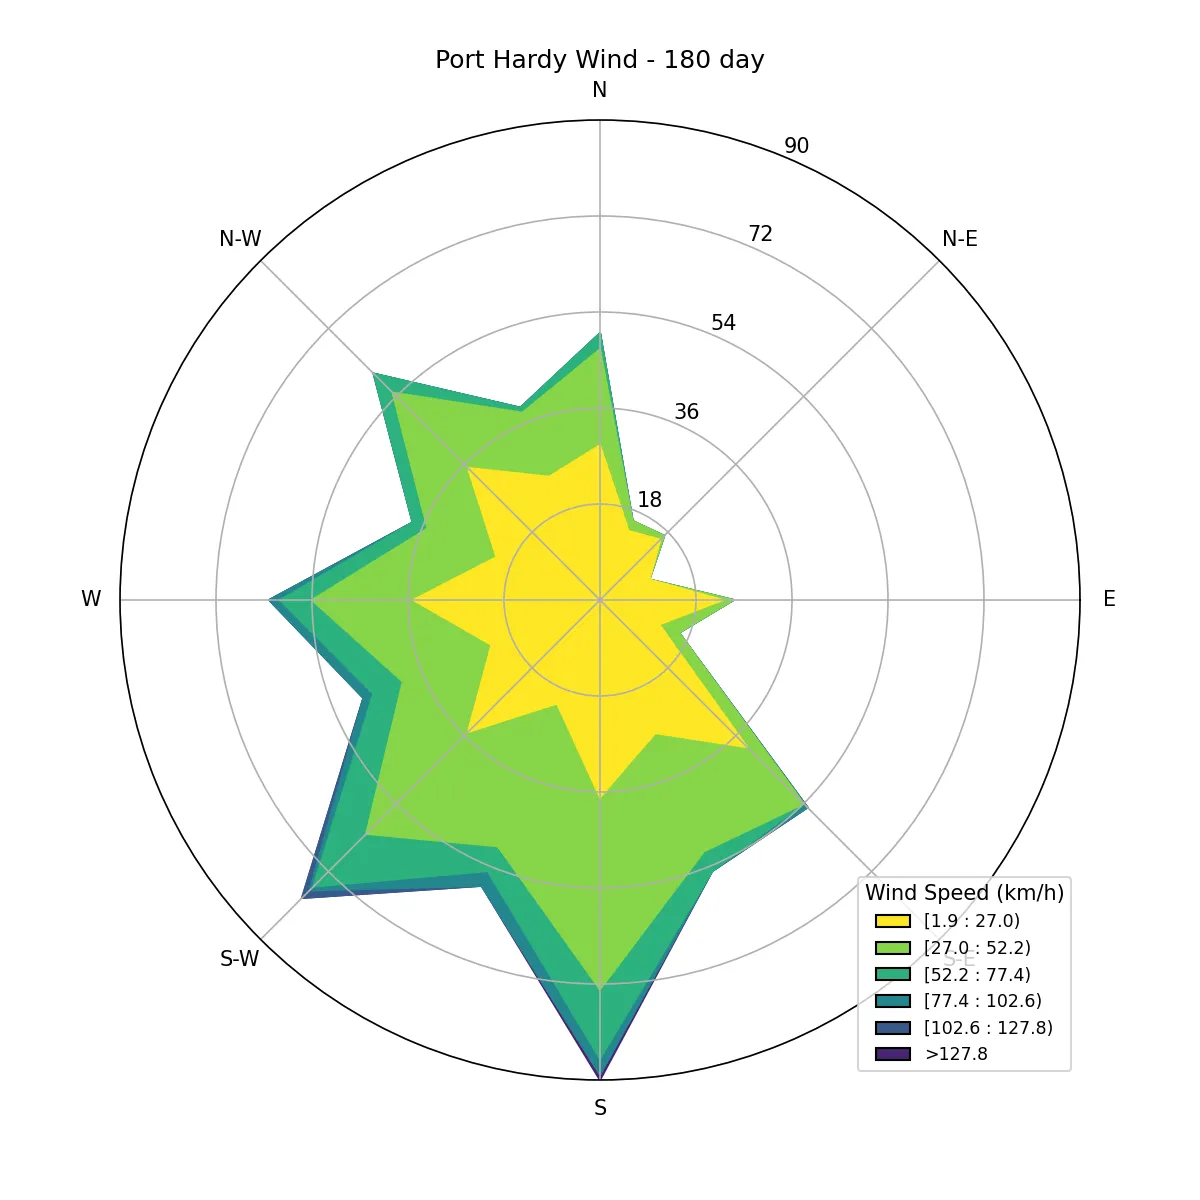 Port Hardy Wind - 180 day
N
90
N-W
N-E
72
54
36
18
W
E
S-W
S-E
Wind Speed (km/h)
[1.9 : 27.0)
[27.0 : 52.2)
[52.2 : 77.4)
[77.4 : 102.6)
[102.6 : 127.8)
>127.8
S